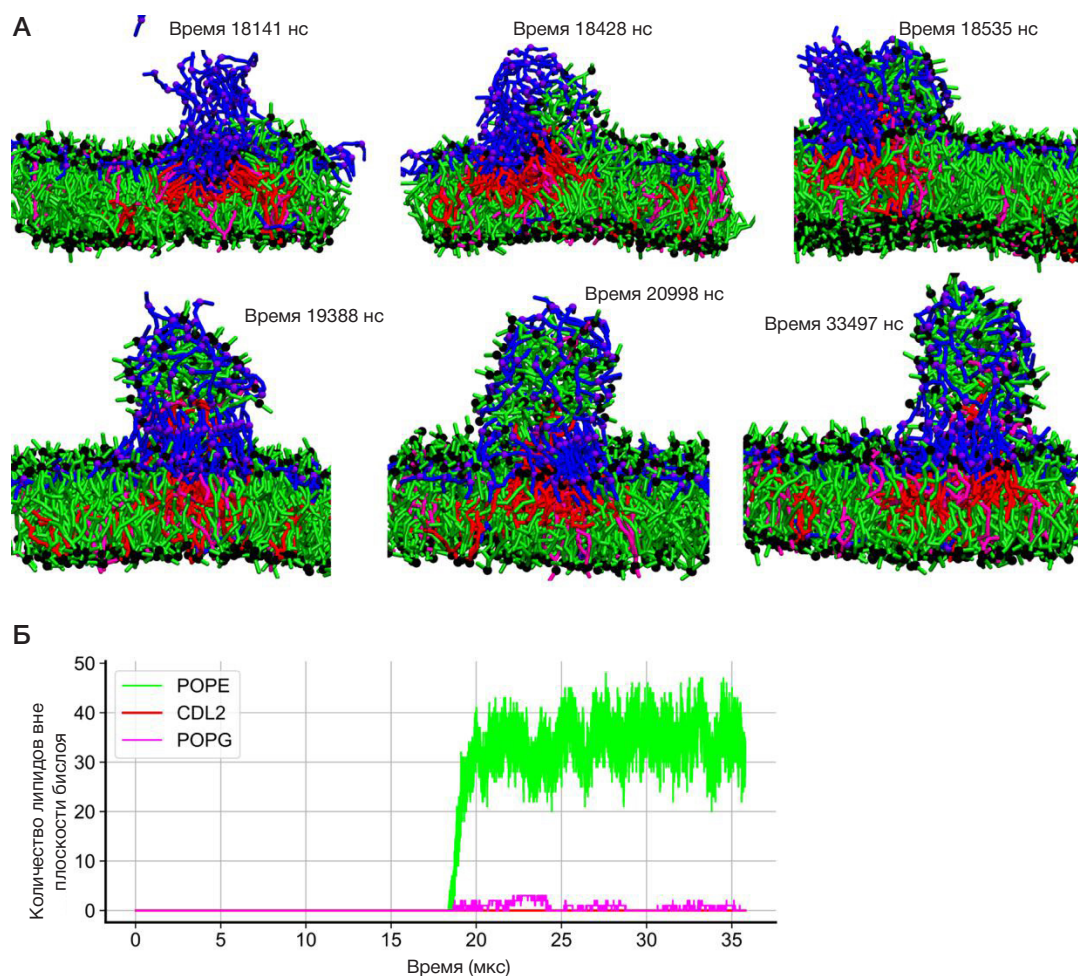 А
Время 18141 нс
Время 18428 нс
Время 18535 нс
Время 19388 нс
Время 20998 нс
Время 33497 нс
Б
Количество липидов вне
плоскости бислоя
50
40
30
20
10
0
POPE
CDL2
POPG
0 5 10 15 20 25 30 35
Время (мкс)